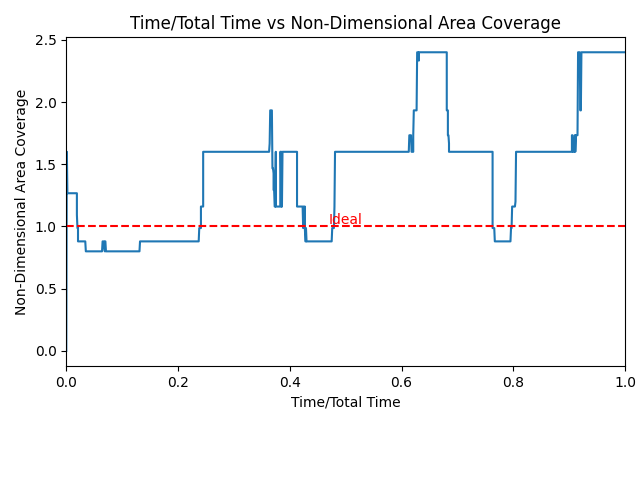 Time/Total Time vs Non-Dimensional Area Coverage
Non-Dimensional Area Coverage
2.5
2.0
1.5
1.0
0.5
0.0
Ideal
0.0 0.2 0.4 0.6 0.8 1.0
Time/Total Time